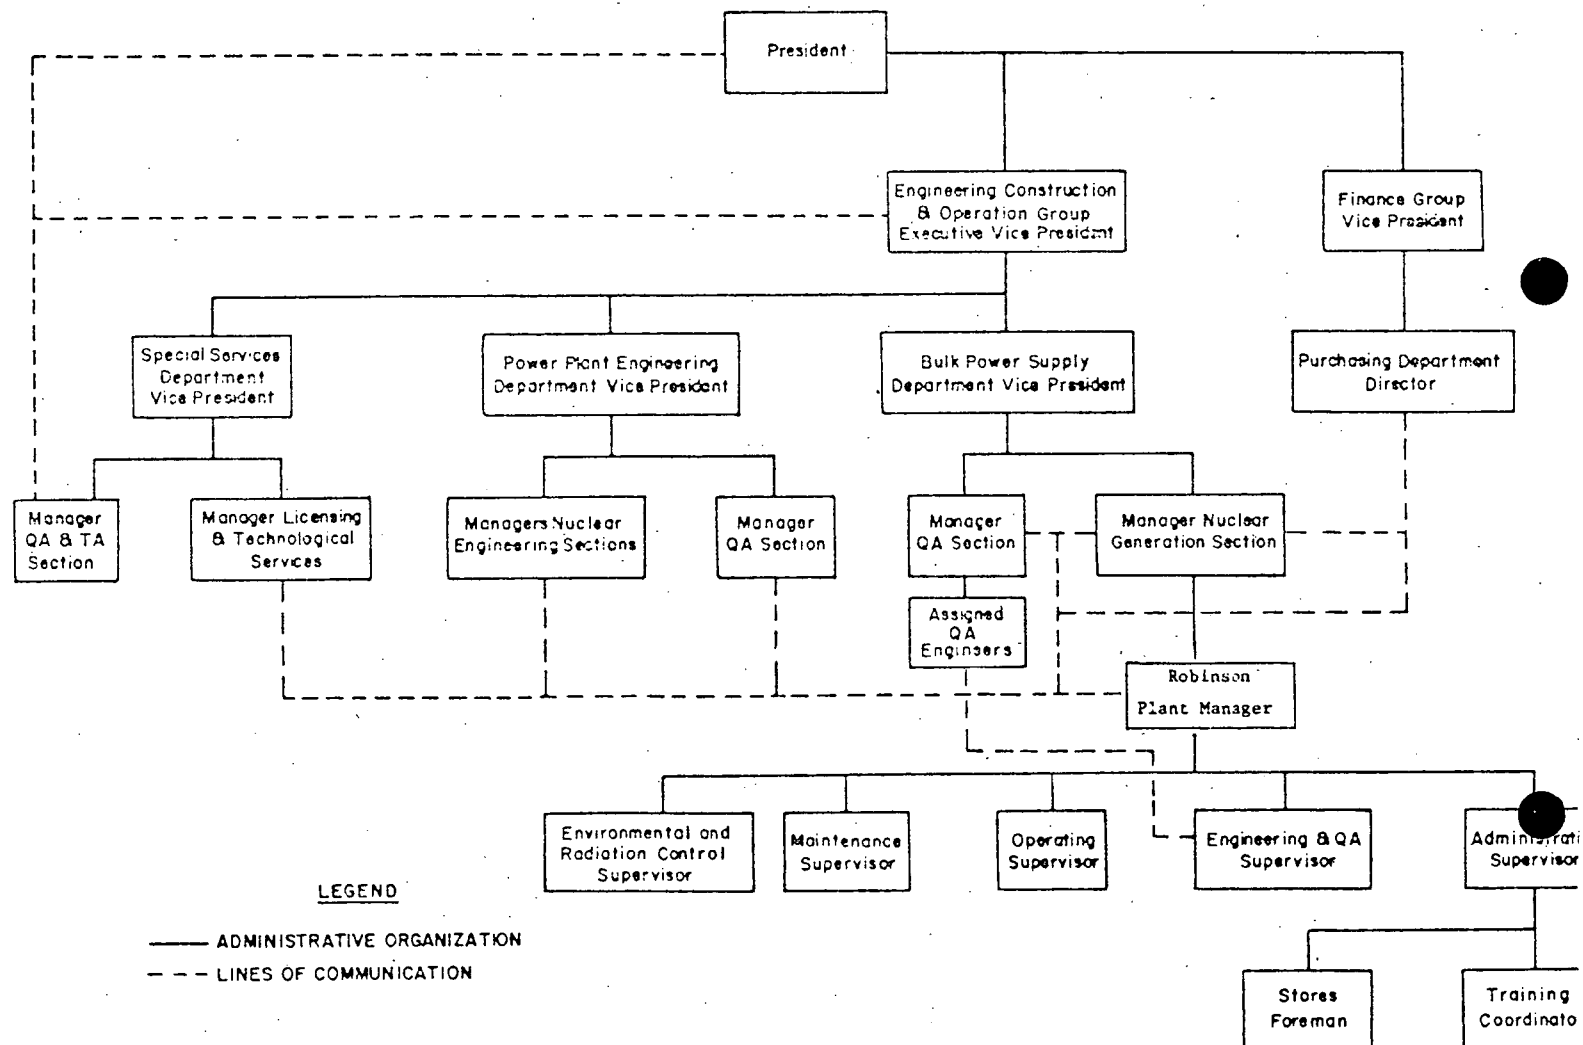 President
Engineering Construction
& Operation Group
Executive Vice President
Finance Group
Vice President
Special Services
Department
Vice President
Power Plant Engineering
Department Vice President
Bulk Power Supply
Department Vice President
Purchasing Department
Director
Manager
QA & TA
Section
Manager Licensing
& Technological
Services
Managers Nuclear
Engineering Sections
Manager
QA Section
Manager
QA Section
Manager Nuclear
Generation Section
Assigned
QA
Engineers
Robinson
Plant Manager
Environmental and
Radiation Control
Supervisor
Maintenance
Supervisor
Operating
Supervisor
Engineering & QA
Supervisor
Administrati
Supervisor
LEGEND
ADMINISTRATIVE ORGANIZATION
LINES OF COMMUNICATION
Stores
Foreman
Training
Coordinato